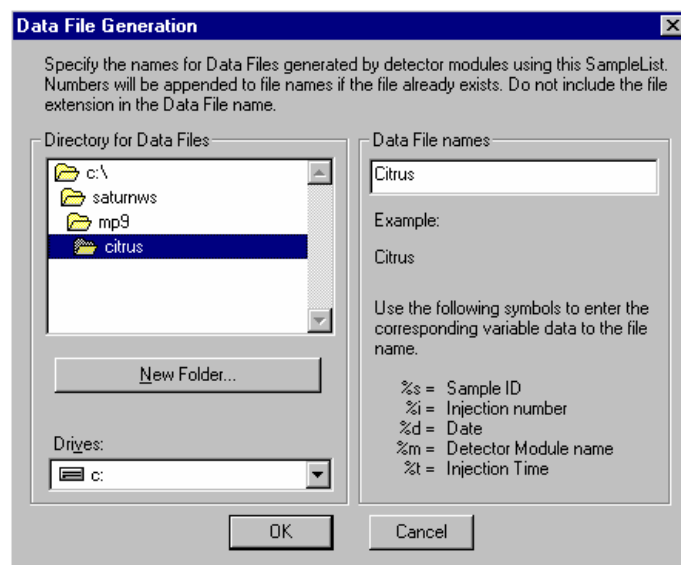 Data File Generation
Specify the names for Data Files generated by detector modules using this SampleList.
Numbers will be appended to file names if the file already exists. Do not include the file
extension in the Data File name.
Directory for Data Files
c:\
saturnws
mp9
citrus
New Folder...
Drives:
c:
Data File names
Citrus
Example:
Citrus
Use the following symbols to enter the
corresponding variable data to the file
name.
%s = Sample ID
%i = Injection number
%d = Date
%m = Detector Module name
%t = Injection Time
OK
Cancel